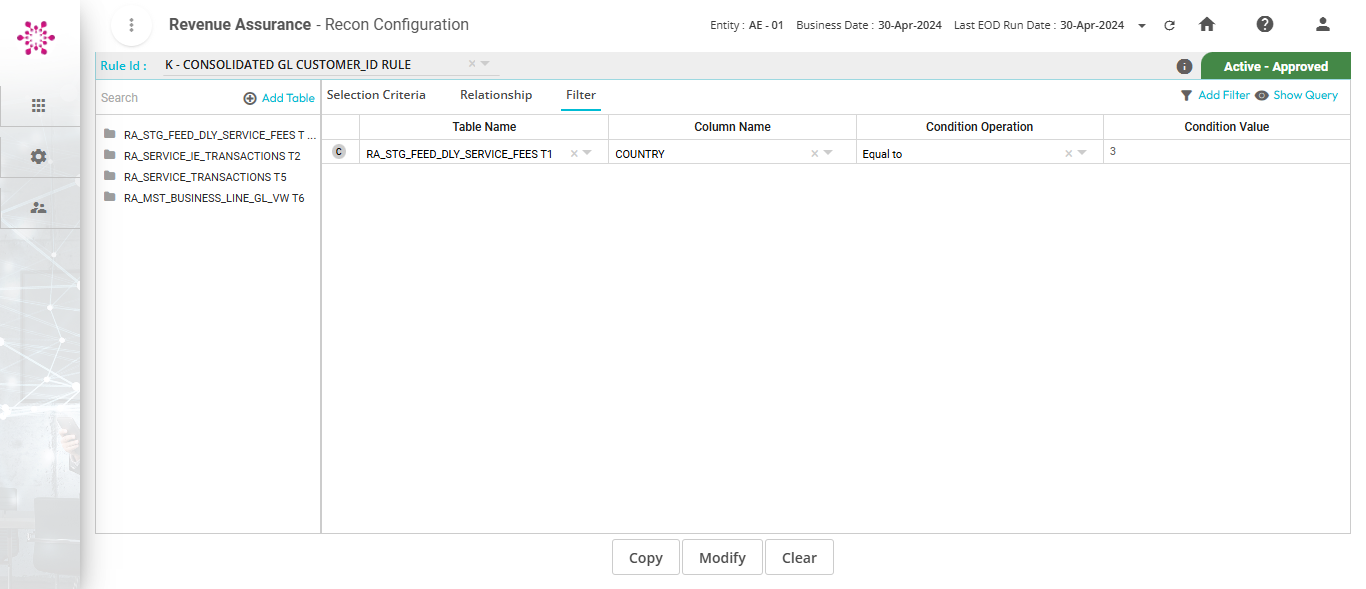 Revenue Assurance - Recon Configuration
Entity : AE - 01 Business Date : 30-Apr-2024 Last EOD Run Date : 30-Apr-2024
Rule Id : K - CONSOLIDATED GL CUSTOMER_ID RULE
Active - Approved
Search Add Table
RA_STG_FEED_DLY_SERVICE_FEES T ...
RA_SERVICE_IE_TRANSACTIONS T2
RA_SERVICE_TRANSACTIONS T5
RA_MST_BUSINESS_LINE_GL_VW T6
Selection Criteria Relationship Filter
Add Filter Show Query
Table Name Column Name Condition Operation Condition Value
C RA_STG_FEED_DLY_SERVICE_FEES T1 COUNTRY Equal to 3
Copy Modify Clear